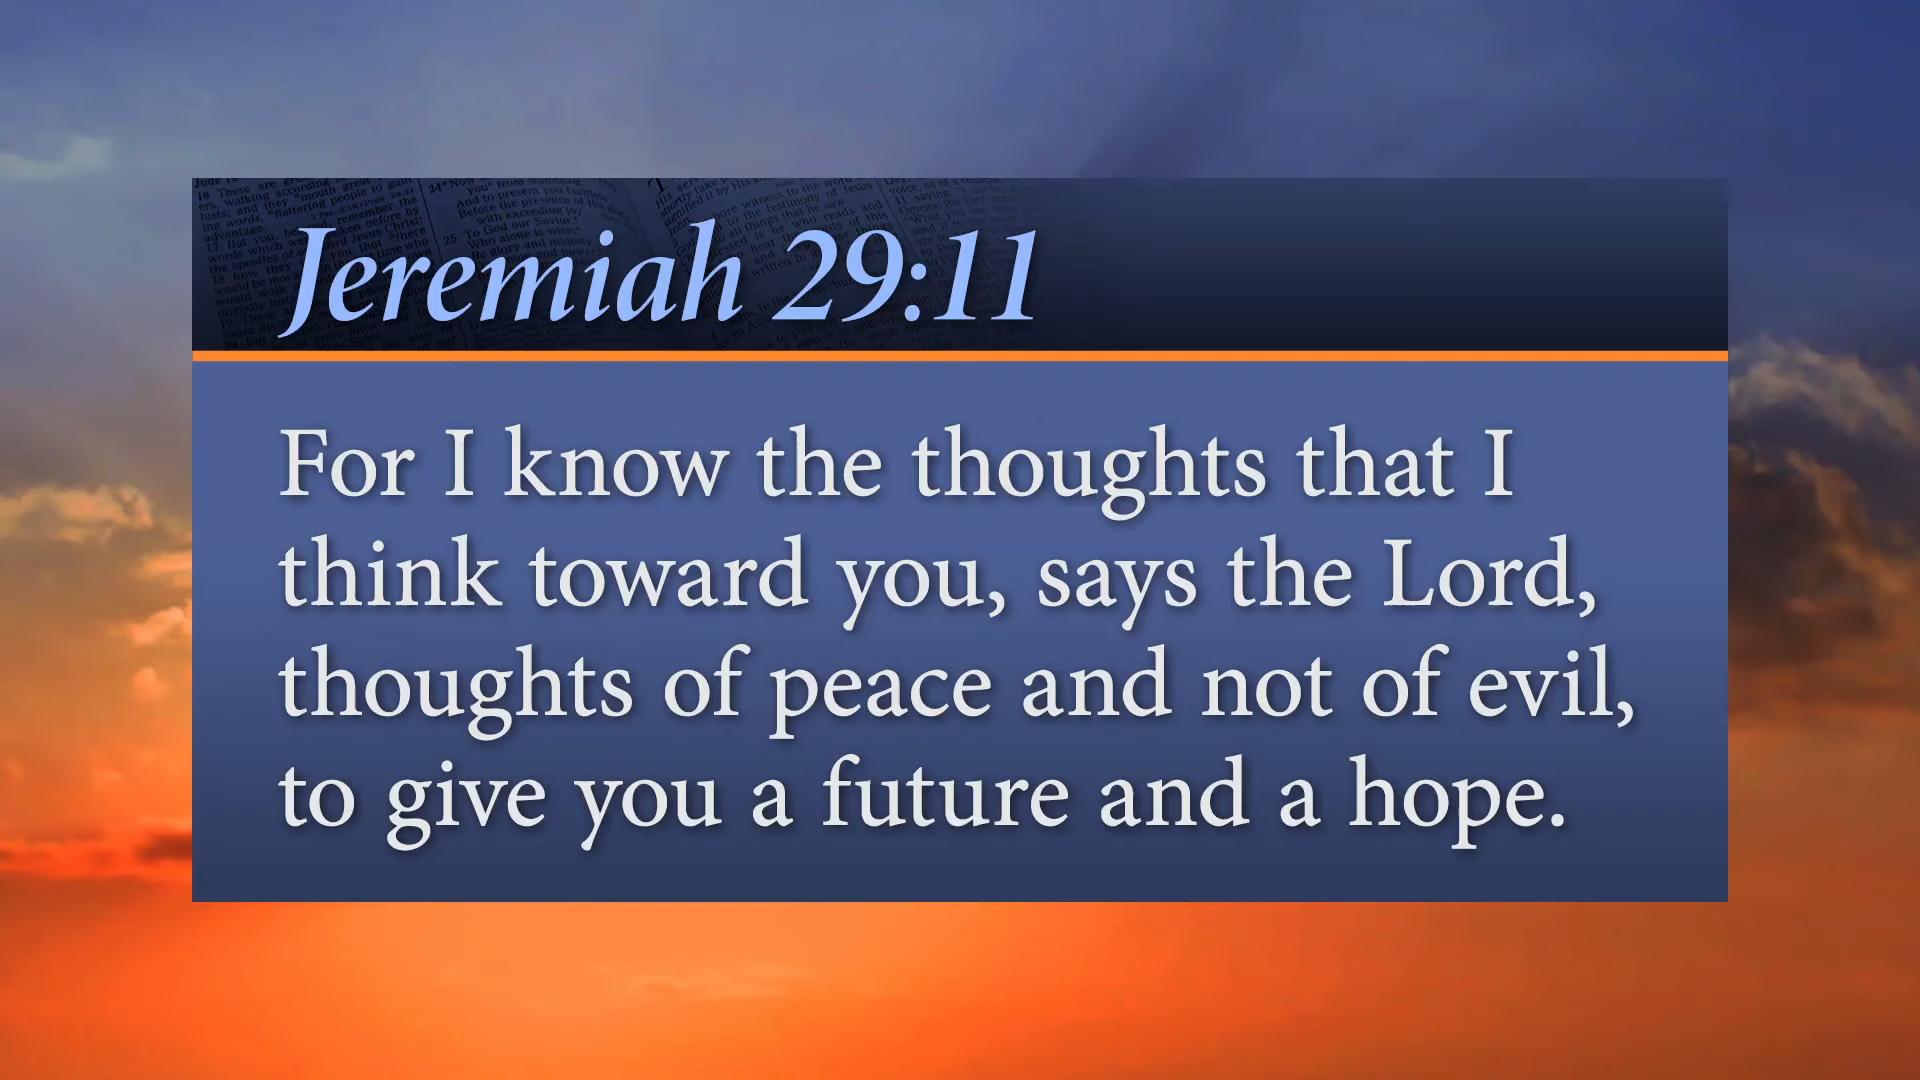 Jeremiah 29:11
For I know the thoughts that I
think toward you, says the Lord,
thoughts of peace and not of evil,
to give you a future and a hope.